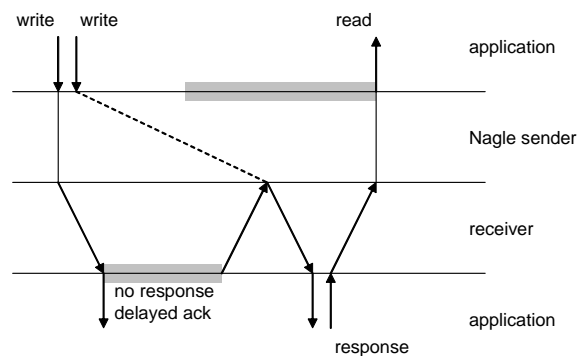 write
write
read
application
Nagle sender
receiver
no response
delayed ack
application
response